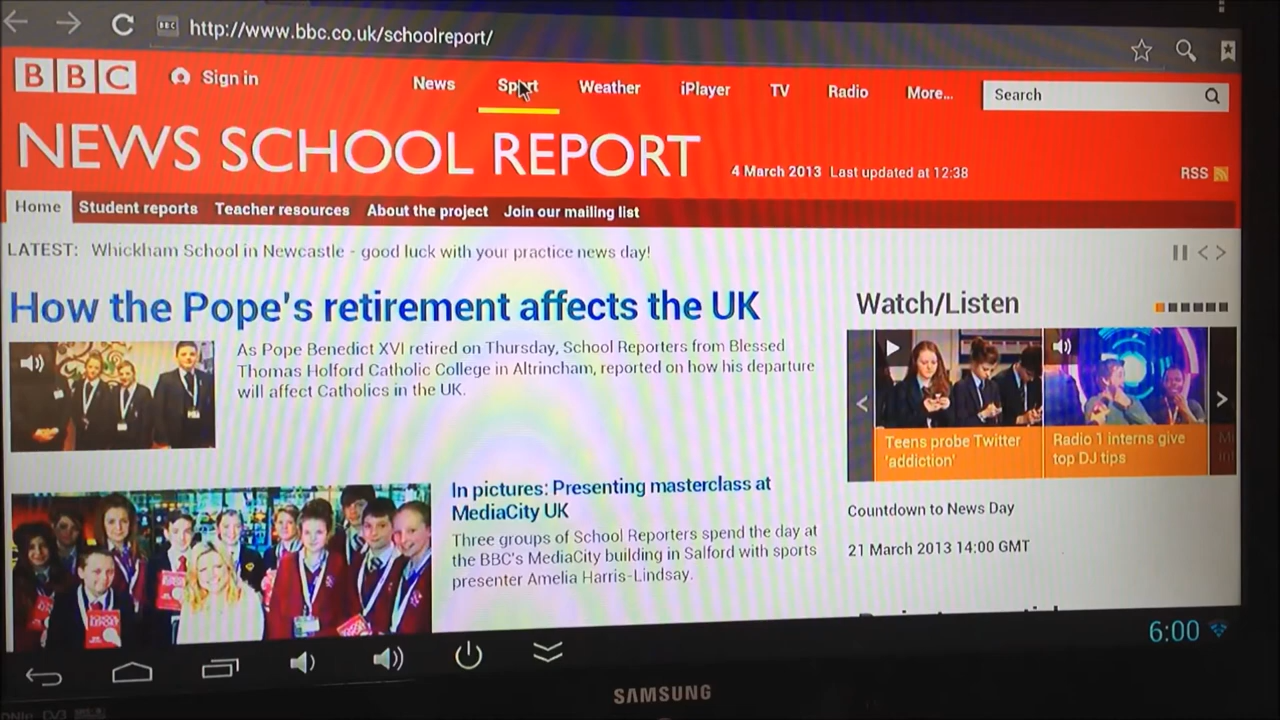 BBC http://www.bbc.co.uk/schoolreport/
BBC Sign in News Sport Weather iPlayer TV Radio More... Search
NEWS SCHOOL REPORT
4 March 2013 Last updated at 12:38
RSS
Home Student reports Teacher resources About the project Join our mailing list
LATEST: Whickham School in Newcastle - good luck with your practice news day!
How the Pope's retirement affects the UK
As Pope Benedict XVI retired on Thursday, School Reporters from Blessed
Thomas Holford Catholic College in Altrincham, reported on how his departure
will affect Catholics in the UK.
In pictures: Presenting masterclass at
MediaCity UK
Three groups of School Reporters spend the day at
the BBC's MediaCity building in Salford with sports
presenter Amelia Harris-Lindsay.
Watch/Listen
Teens probe Twitter
'addiction'
Radio 1 interns give
top DJ tips
Countdown to News Day
21 March 2013 14:00 GMT
6:00
SAMSUNG